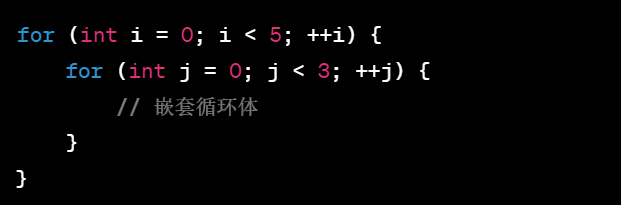 for (int i = 0; i < 5; ++i) {
    for (int j = 0; j < 3; ++j) {
        // 嵌套循环体
    }
}